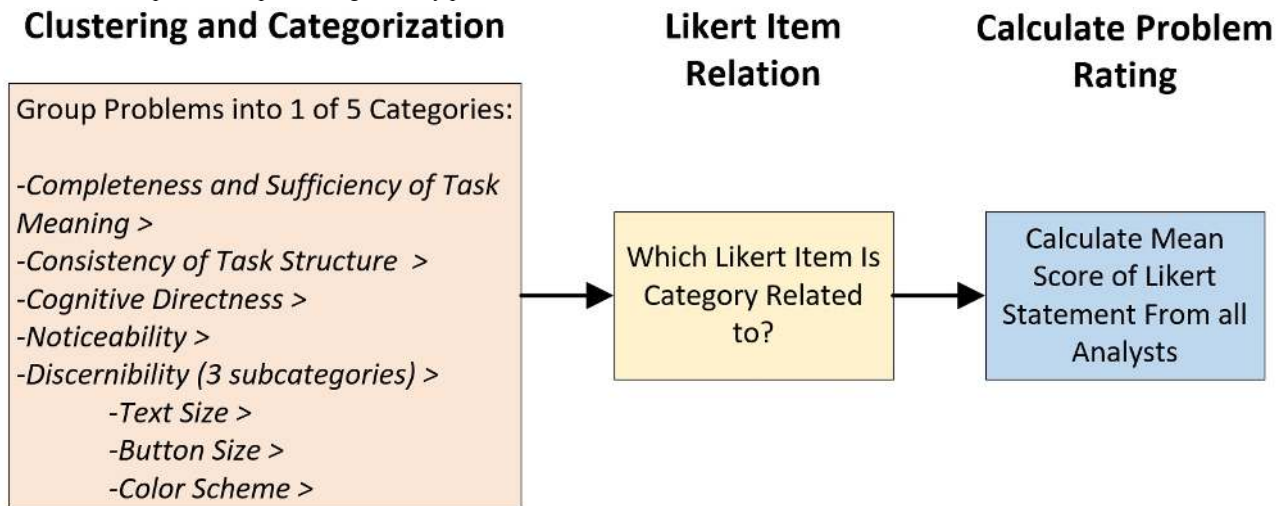 Clustering and Categorization
Group Problems into 1 of 5 Categories:
-Completeness and Sufficiency of Task
Meaning >
-Consistency of Task Structure >
-Cognitive Directness >
-Noticeability >
-Discernibility (3 subcategories) >
-Text Size >
-Button Size >
-Color Scheme >
Likert Item
Relation
Which Likert Item Is
Category Related
to?
Calculate Problem
Rating
Calculate Mean
Score of Likert
Statement From all
Analysts